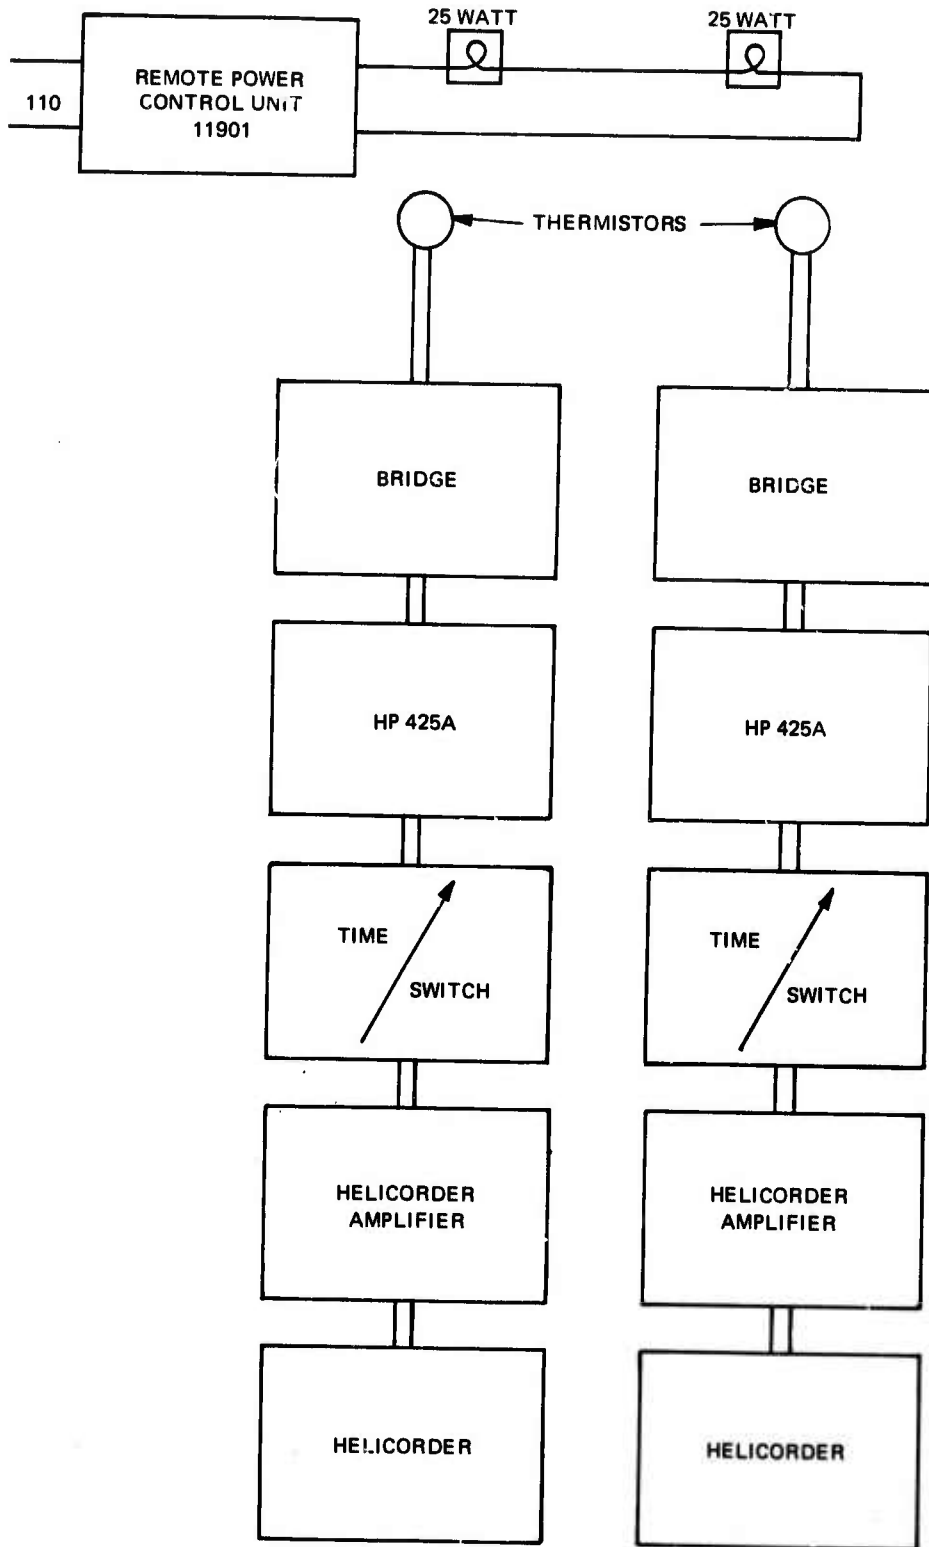 25 WATT
25 WATT
110
REMOTE POWER
CONTROL UNIT
11901
THERMISTORS
BRIDGE
BRIDGE
HP 425A
HP 425A
TIME
SWITCH
TIME
SWITCH
HELICORDER
AMPLIFIER
HELICORDER
AMPLIFIER
HELICORDER
HELICORDER